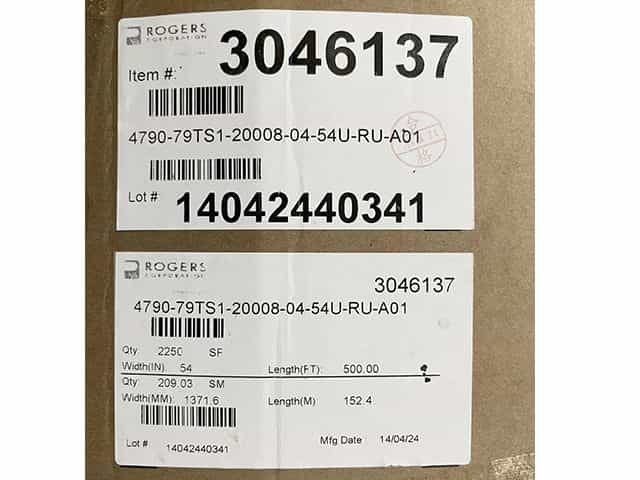 ROGERS
CORPORATION
Item #: 3046137
4790-79TS1-20008-04-54U-RU-A01
Lot #: 14042440341
ROGERS
CORPORATION
3046137
4790-79TS1-20008-04-54U-RU-A01
Qty 2250 SF
Width(IN): 54 Length(FT): 500.00
Qty: 209.03 SM
Width(MM): 1371.6 Length(M): 152.4
Lot # 14042440341 Mfg Date : 14/04/24